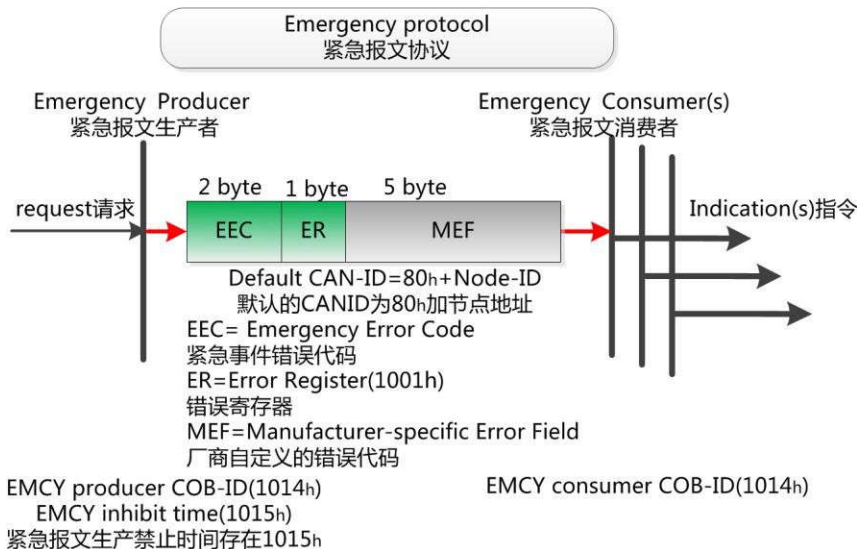 Emergency protocol
紧急报文协议
Emergency Producer
紧急报文生产者
Emergency Consumer(s)
紧急报文消费者
2 byte 1 byte 5 byte
request请求
EEC ER MEF
Indication(s)指令
Default CAN-ID=80h+Node-ID
默认的CANID为80h加节点地址
EEC= Emergency Error Code
紧急事件错误代码
ER=Error Register(1001h)
错误寄存器
MEF=Manufacturer-specific Error Field
厂商自定义的错误代码
EMCY producer COB-ID(1014h)
EMCY inhibit time(1015h)
紧急报文生产禁止时间存在1015h
EMCY consumer COB-ID(1014h)